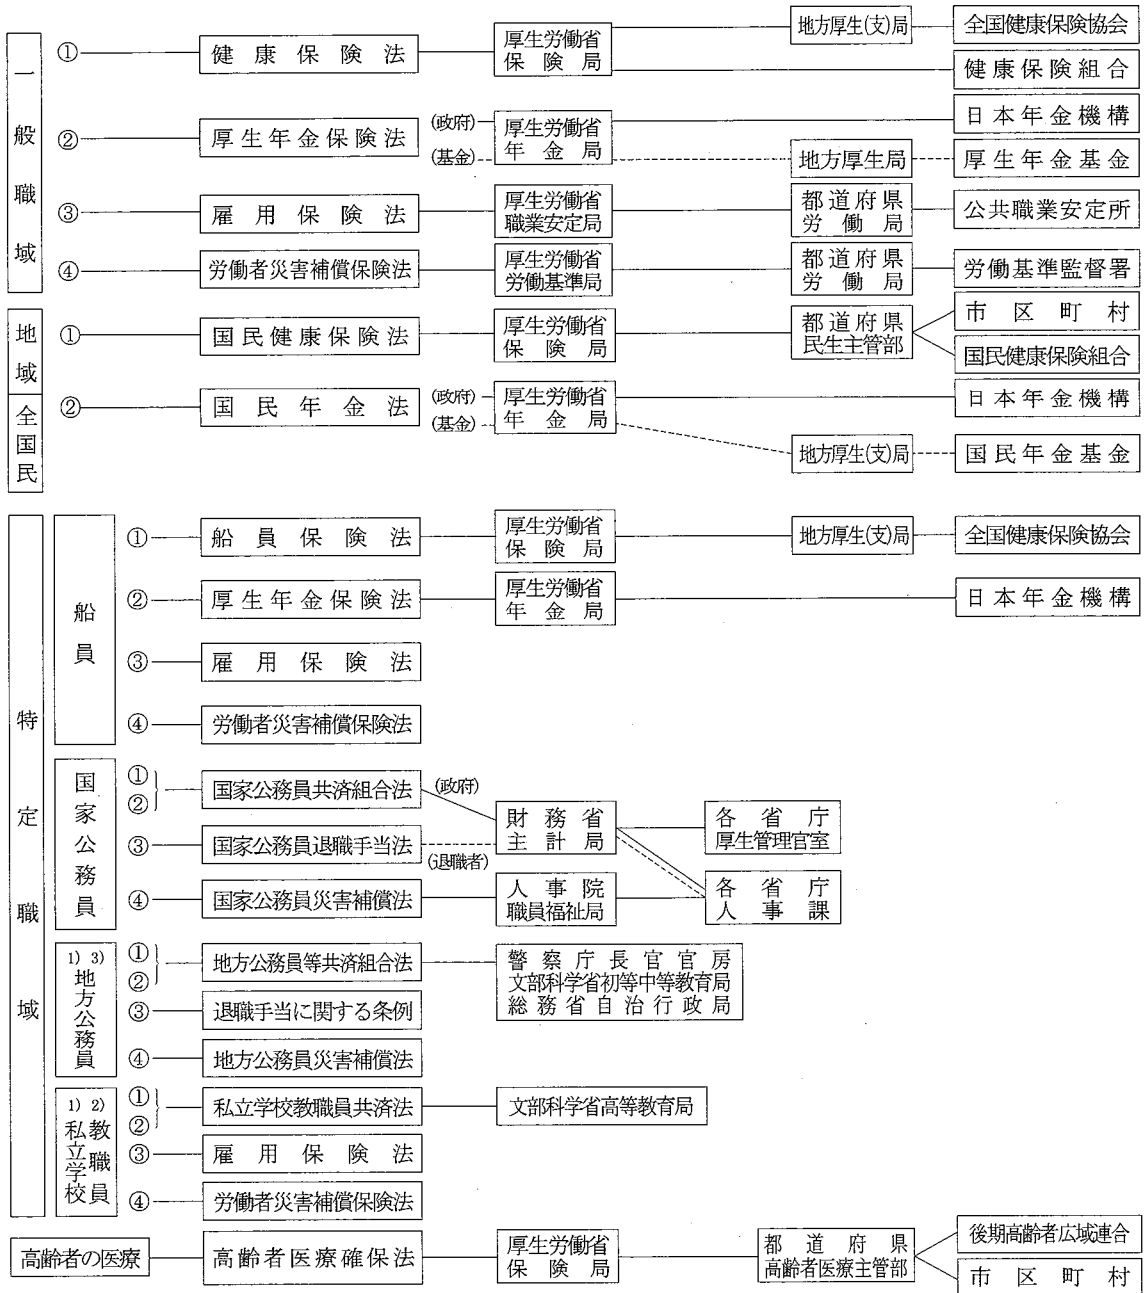 一般職域
① 健康保険法 厚生労働省保険局 地方厚生(支)局 全国健康保険協会
健康保険組合
② 厚生年金保険法 (政府) 厚生労働省年金局 日本年金機構
(基金) 地方厚生局 厚生年金基金
③ 雇用保険法 厚生労働省職業安定局 都道府県労働局 公共職業安定所
④ 労働者災害補償保険法 厚生労働省労働基準局 都道府県労働局 労働基準監督署
地域
① 国民健康保険法 厚生労働省保険局 都道府県民生主管部 市区町村
国民健康保険組合
全国民
② 国民年金法 (政府) 厚生労働省年金局 日本年金機構
(基金) 地方厚生(支)局 国民年金基金
特定職域
船員
① 船員保険法 厚生労働省保険局 地方厚生(支)局 全国健康保険協会
② 厚生年金保険法 厚生労働省年金局 日本年金機構
③ 雇用保険法
④ 労働者災害補償保険法
国家公務員
①② 国家公務員共済組合法 (政府) 財務省主計局 各省庁厚生管理官室
③ 国家公務員退職手当法 (退職者)
④ 国家公務員災害補償法 人事院職員福祉局 各省庁人事課
1) 3) 地方公務員
①② 地方公務員等共済組合法 警察庁長官官房
文部科学省初等中等教育局
総務省自治行政局
③ 退職手当に関する条例
④ 地方公務員災害補償法
1) 2) 私立学校教職員
①② 私立学校教職員共済法 文部科学省高等教育局
③ 雇用保険法
④ 労働者災害補償保険法
高齢者の医療 高齢者医療確保法 厚生労働省保険局 都道府県高齢者医療主管部 後期高齢者広域連合
市区町村